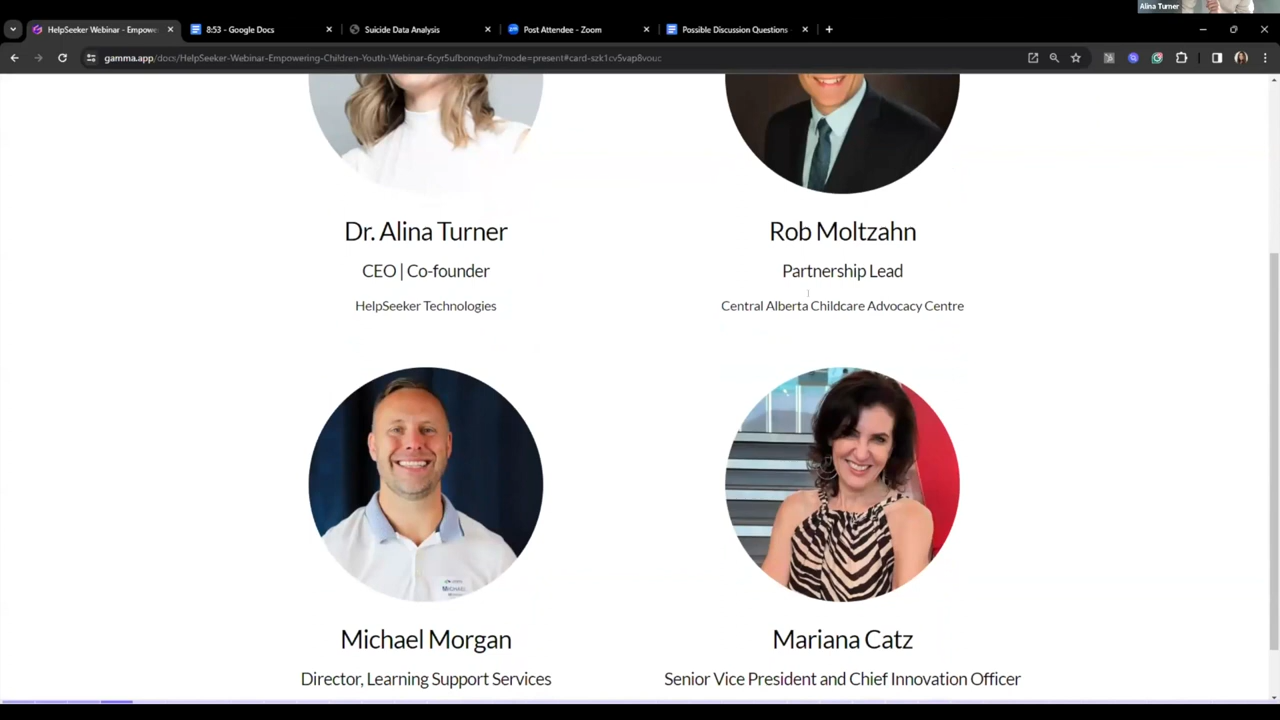 Alina Turner
HelpSeeker Webinar - Empowe
8:53 - Google Docs
Suicide Data Analysis
Post Attendee - Zoom
Possible Discussion Questions
gamma.app/docs/HelpSeeker-Webinar-Empowering-Children-Youth-Webinar-6cyr5ulbonqvshu?mode=present#card-szk1cv5vap8vouc
Dr. Alina Turner
CEO | Co-founder
HelpSeeker Technologies
Rob Moltzahn
Partnership Lead
Central Alberta Childcare Advocacy Centre
MICHAEL
Michael Morgan
Director, Learning Support Services
Mariana Catz
Senior Vice President and Chief Innovation Officer